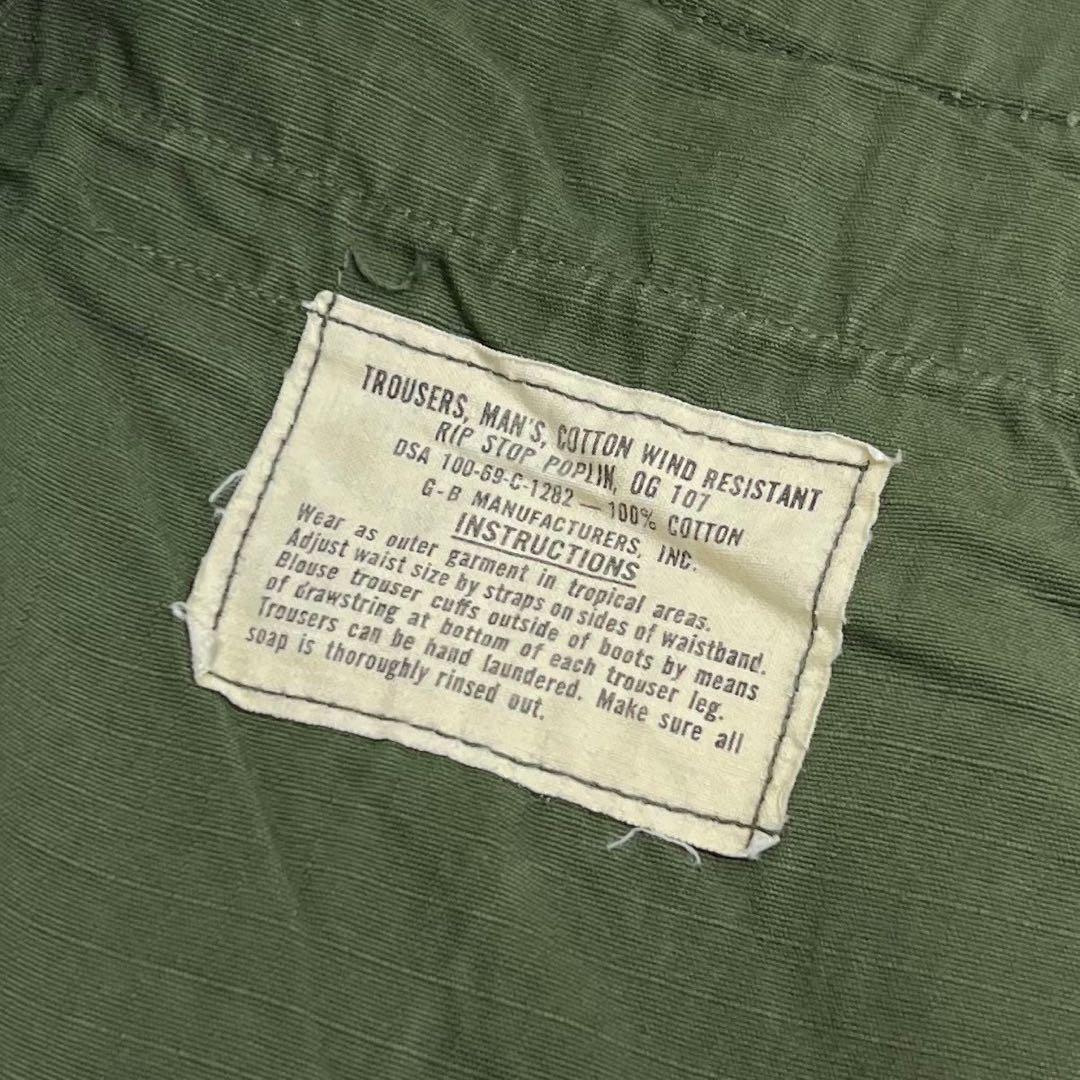 TROUSERS, MAN'S, COTTON WIND RESISTANT
RIP STOP POPLIN, OG 107
DSA 100-69-C-1282 — 100% COTTON
G-B MANUFACTURERS, INC.
INSTRUCTIONS
Wear as outer garment in tropical areas.
Adjust waist size by straps on sides of waistband.
Blouse trouser cuffs outside of boots by means
of drawstring at bottom of each trouser leg.
Trousers can be hand laundered. Make sure all
soap is thoroughly rinsed out.